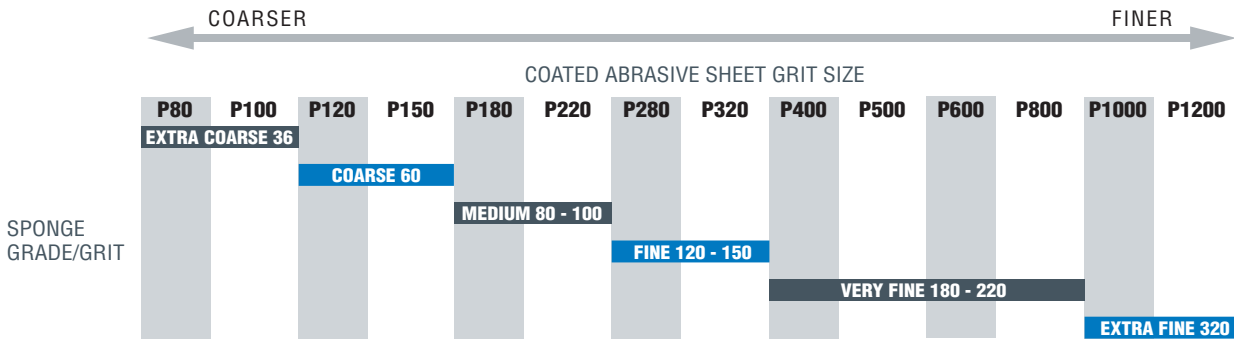 COARSER FINER
COATED ABRASIVE SHEET GRIT SIZE
P80 P100 P120 P150 P180 P220 P280 P320 P400 P500 P600 P800 P1000 P1200
EXTRA COARSE 36
COARSE 60
MEDIUM 80 - 100
SPONGE
GRADE/GRIT
FINE 120 - 150
VERY FINE 180 - 220
EXTRA FINE 320